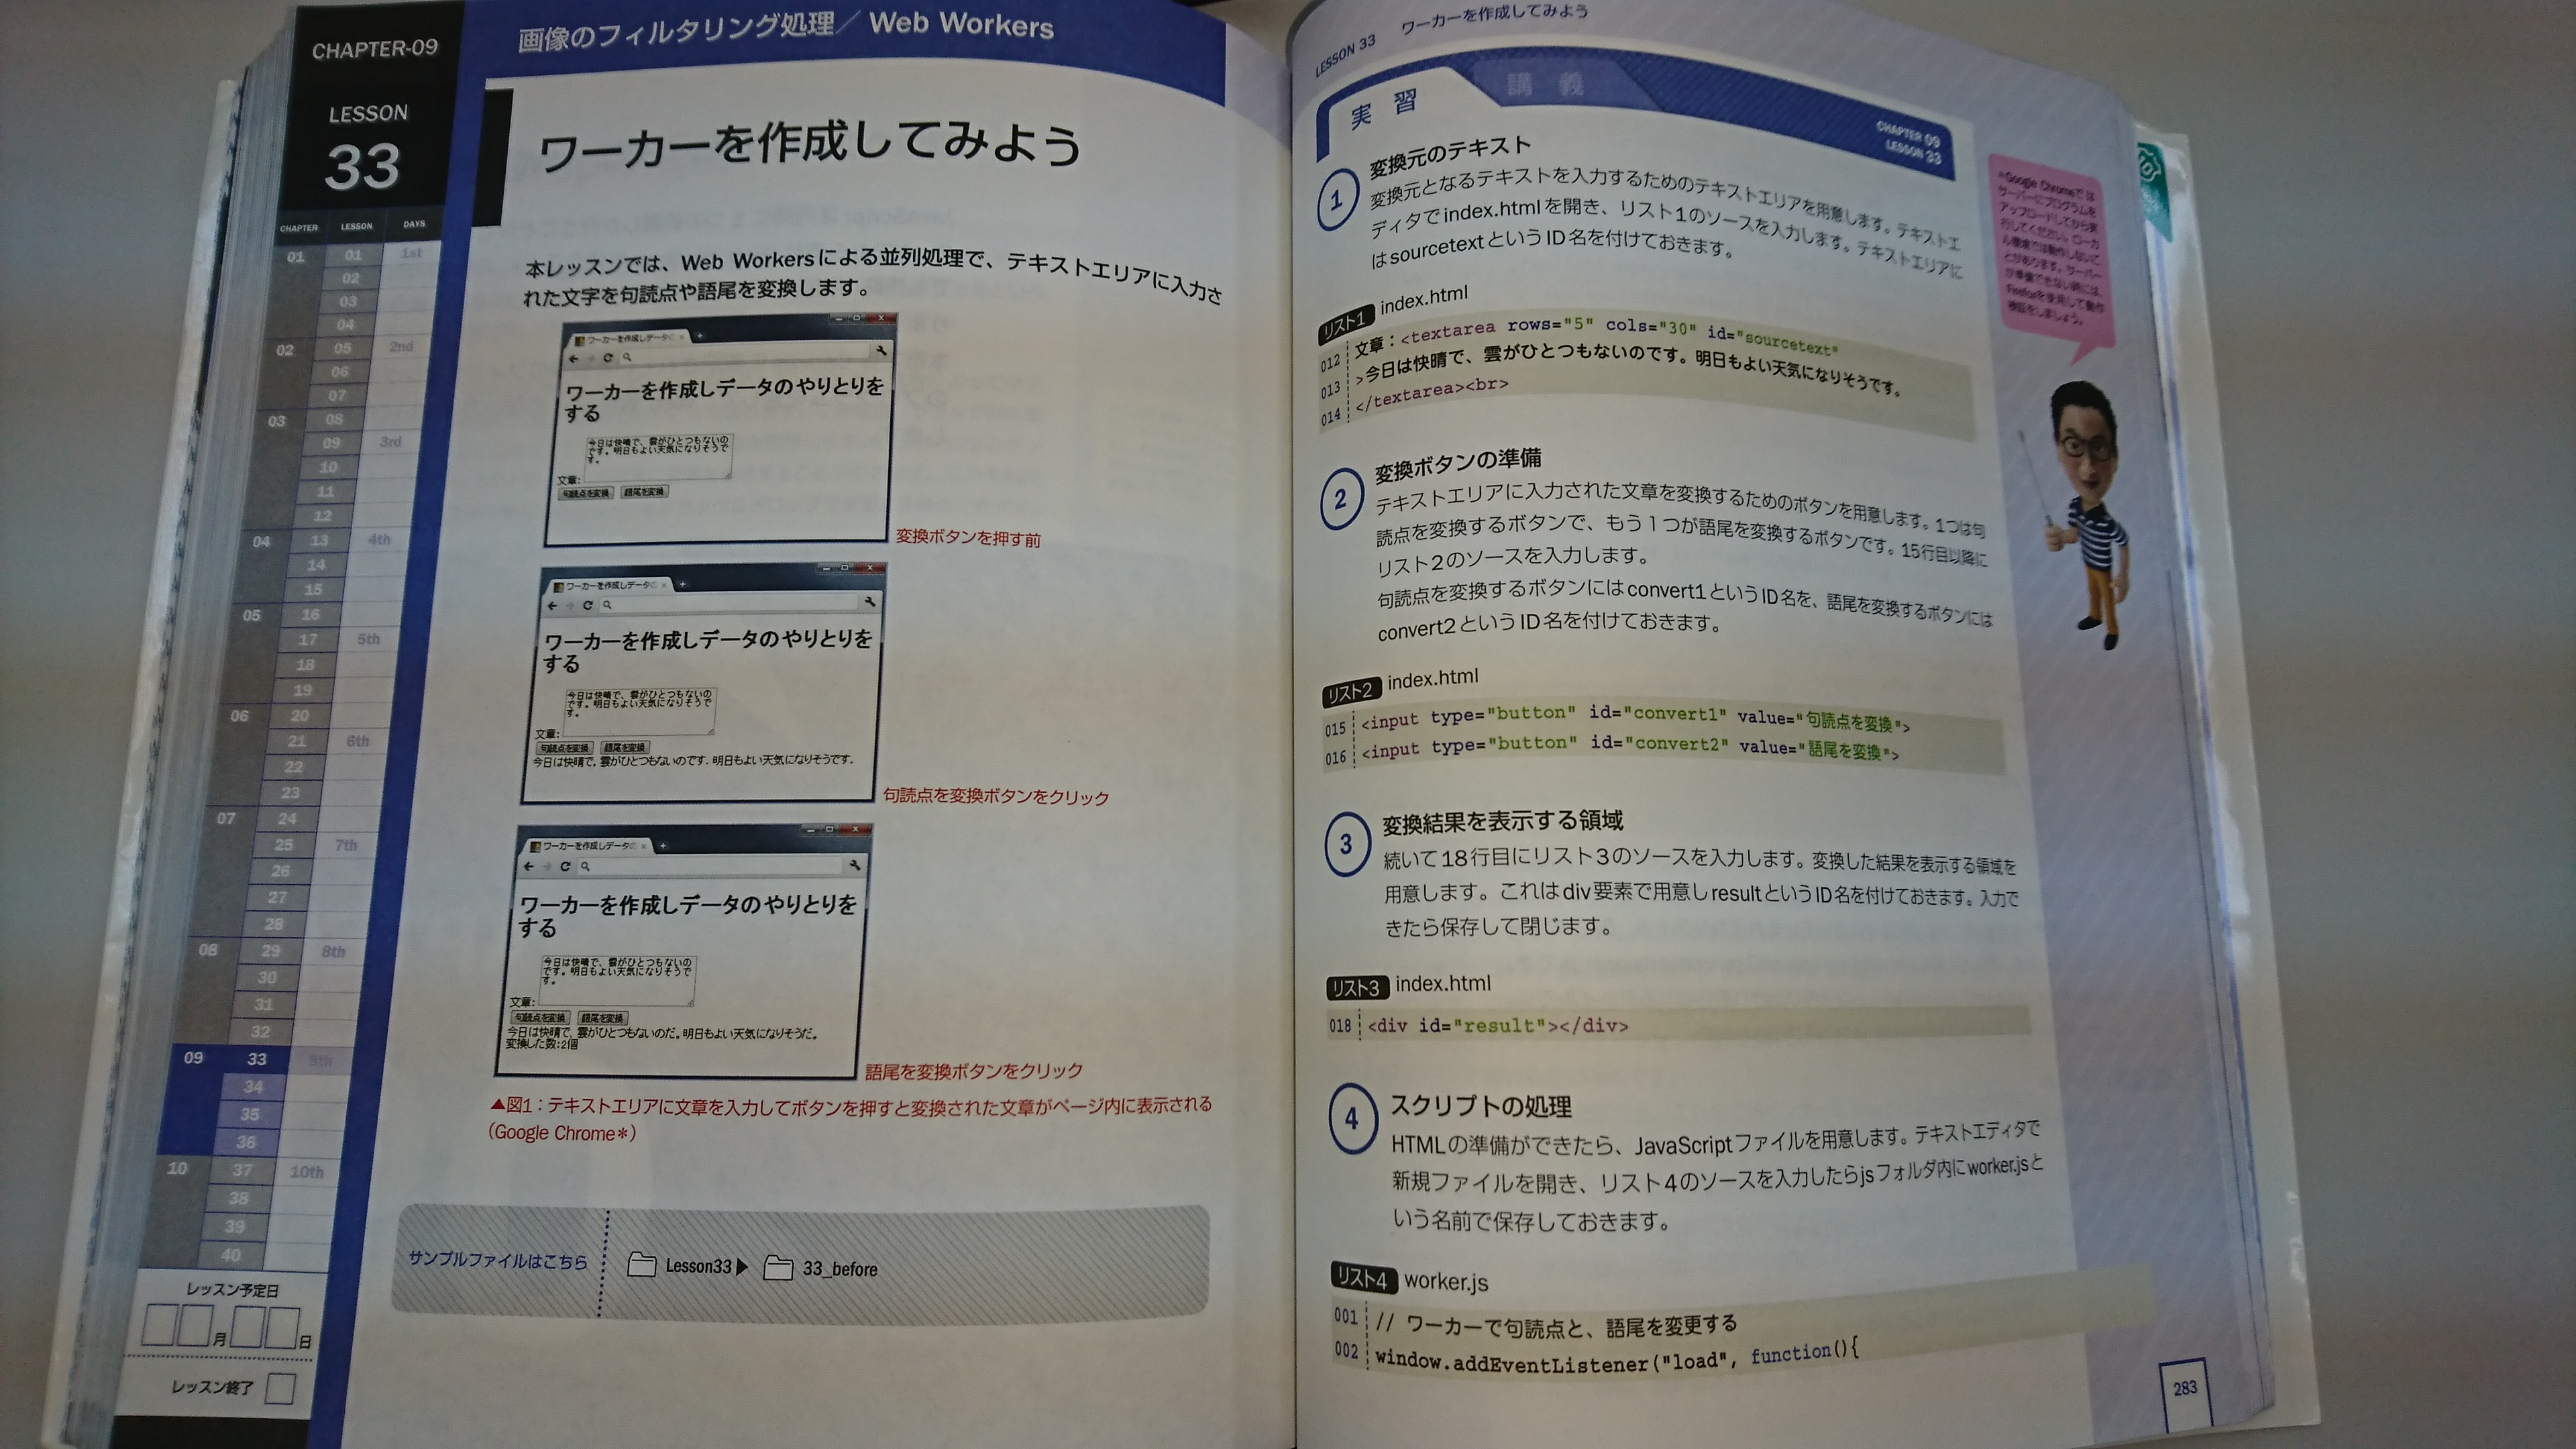 CHAPTER-09
LESSON
33
画像のフィルタリング処理／Web Workers
ワーカーを作成してみよう
本レッスンでは、Web Workersによる並列処理で、テキストエリアに入力さ
れた文字を句読点や語尾を変換します。
CHAPTER LESSON DAYS
01 01 1st
02
03
04
02 05 2nd
06
07
03 08
09 3rd
10
11
12
04 13 4th
14
15
05 16
17 5th
18
19
06 20
21 6th
22
23
07 24
25 7th
26
27
28
08 29 8th
30
31
32
09 33 9th
34
35
36
10 37 10th
38
39
40
レッスン予定日
月 日
レッスン終了
ワーカーを作成しデータの
ワーカーを作成しデータのやりとりを
する
今日は快晴で、雲がひとつもないの
です。明日もよい天気になりそうで
す。
文章:
句読点を変換 語尾を変換
変換ボタンを押す前
ワーカーを作成しデータの
ワーカーを作成しデータのやりとりを
する
今日は快晴で、雲がひとつもないの
です。明日もよい天気になりそうで
す。
文章:
句読点を変換 語尾を変換
今日は快晴で, 雲がひとつもないのです. 明日もよい天気になりそうです.
句読点を変換ボタンをクリック
ワーカーを作成しデータの
ワーカーを作成しデータのやりとりを
する
今日は快晴で、雲がひとつもないの
です。明日もよい天気になりそうで
す。
文章:
句読点を変換 語尾を変換
今日は快晴で、雲がひとつもないのだ。明日もよい天気になりそうだ。
変換した数:2個
語尾を変換ボタンをクリック
▲図1：テキストエリアに文章を入力してボタンを押すと変換された文章がページ内に表示される
（Google Chrome＊）
サンプルファイルはこちら Lesson33▶ 33_before
LESSON 33 ワーカーを作成してみよう
実習 講義
CHAPTER 09
LESSON 33
1 変換元のテキスト
変換元となるテキストを入力するためのテキストエリアを用意します。テキストエ
ディタでindex.htmlを開き、リスト1のソースを入力します。テキストエリアに
はsourcetextというID名を付けておきます。
リスト1 index.html
012 文章：<textarea rows="5" cols="30" id="sourcetext"
013 >今日は快晴で、雲がひとつもないのです。明日もよい天気になりそうです。
014 </textarea><br>
＊Google Chromeでは
サーバーにプログラムを
アップロードしてから実
行してください。ローカ
ル環境では動作しないこ
とがあります。サーバー
が準備できない時には、
Firefoxを使用して動作
検証をしましょう。
2 変換ボタンの準備
テキストエリアに入力された文章を変換するためのボタンを用意します。1つは句
読点を変換するボタンで、もう1つが語尾を変換するボタンです。15行目以降に
リスト2のソースを入力します。
句読点を変換するボタンにはconvert1というID名を、語尾を変換するボタンには
convert2というID名を付けておきます。
リスト2 index.html
015 <input type="button" id="convert1" value="句読点を変換">
016 <input type="button" id="convert2" value="語尾を変換">
3 変換結果を表示する領域
続いて18行目にリスト3のソースを入力します。変換した結果を表示する領域を
用意します。これはdiv要素で用意しresultというID名を付けておきます。入力で
きたら保存して閉じます。
リスト3 index.html
018 <div id="result"></div>
4 スクリプトの処理
HTMLの準備ができたら、JavaScriptファイルを用意します。テキストエディタで
新規ファイルを開き、リスト4のソースを入力したらjsフォルダ内にworker.jsと
いう名前で保存しておきます。
リスト4 worker.js
001 // ワーカーで句読点と、語尾を変更する
002 window.addEventListener("load", function(){
283